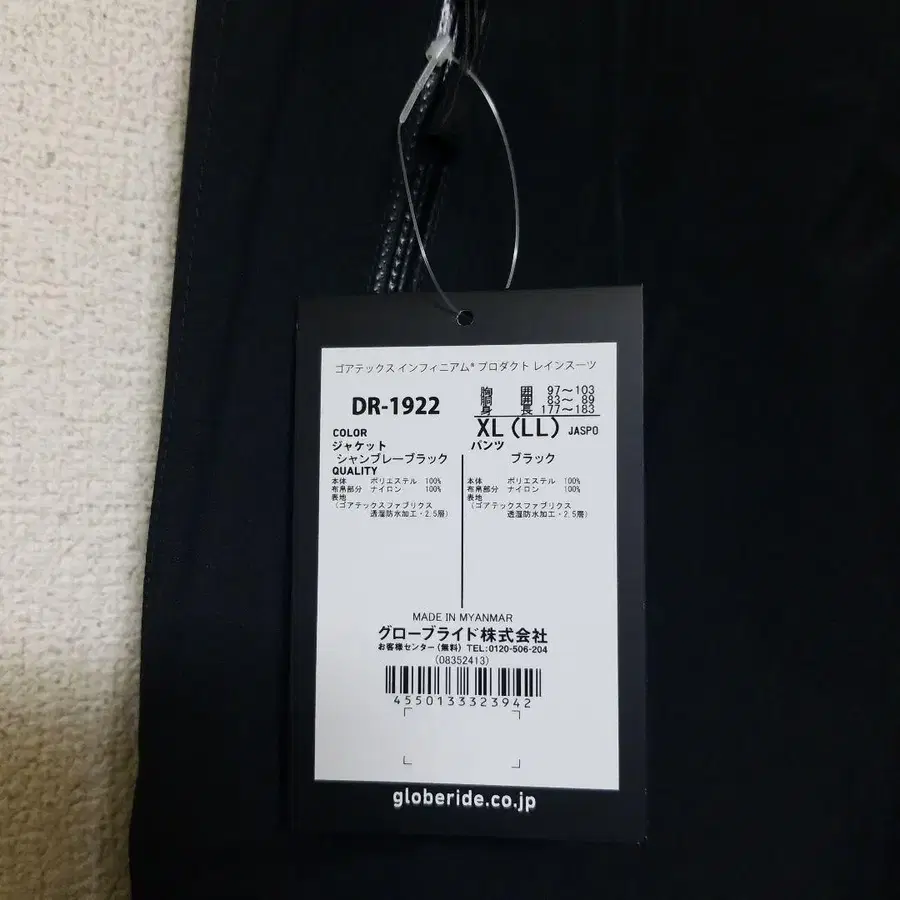 ゴアテックス インフィニアム® プロダクト レインスーツ
DR-1922
胸 囲 97～103
胴 囲 83～ 89
身 長 177～183
XL (LL) JASPO
COLOR
ジャケット パンツ
シャンブレーブラック ブラック
QUALITY
本体 ポリエステル 100% 本体 ポリエステル 100%
布帛部分 ナイロン 100% 布帛部分 ナイロン 100%
表地 表地
(ゴアテックスファブリクス (ゴアテックスファブリクス
透湿防水加工・2.5層) 透湿防水加工・2.5層)
MADE IN MYANMAR
グローブライド株式会社
お客様センター(無料) TEL:0120-506-204
(08352413)
4550133323942
globeride.co.jp